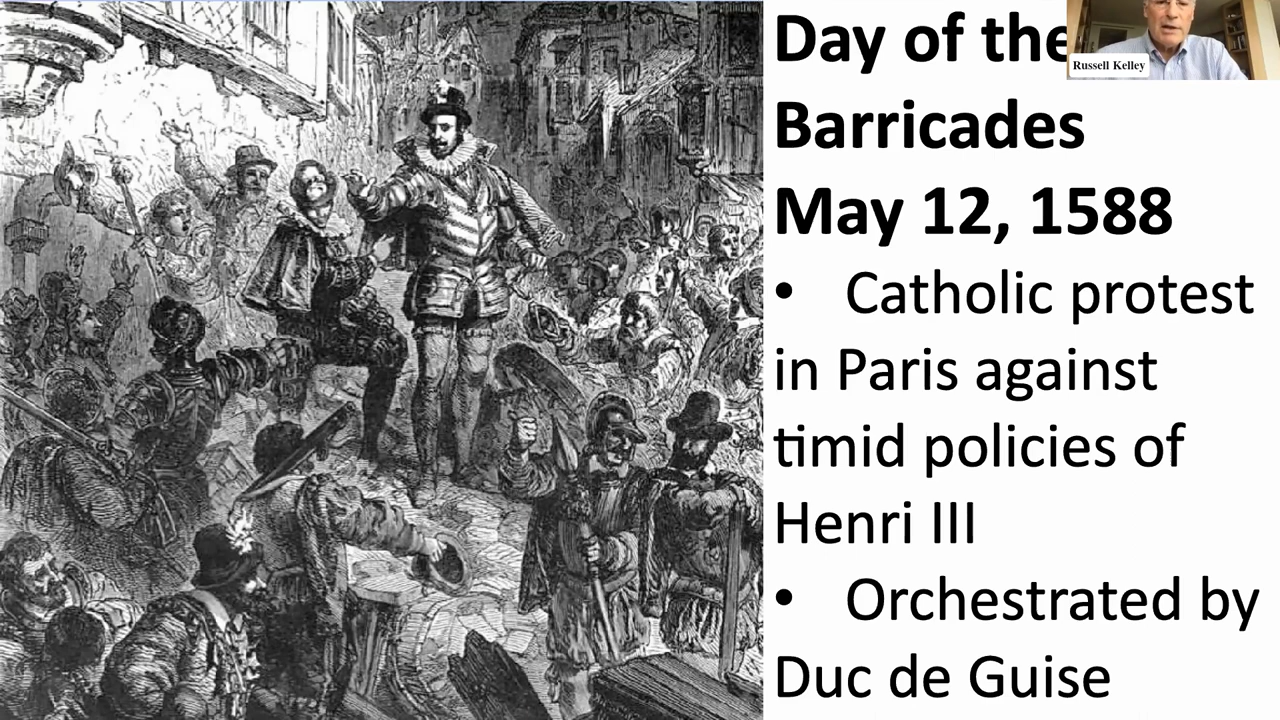 Day of the
Russell Kelley
Barricades
May 12, 1588
• Catholic protest
in Paris against
timid policies of
Henri III
• Orchestrated by
Duc de Guise